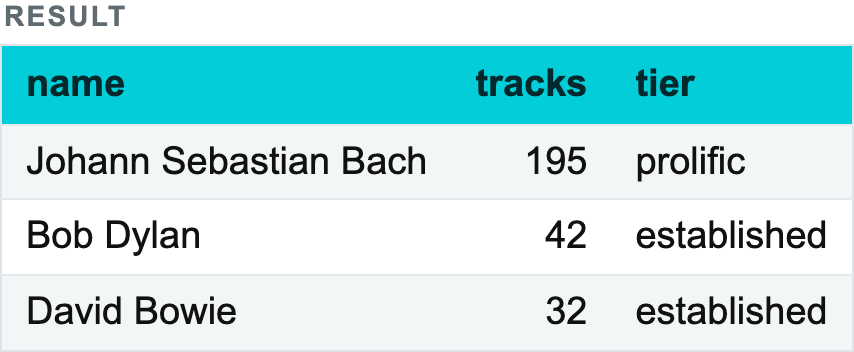 RESULT
name tracks tier
Johann Sebastian Bach 195 prolific
Bob Dylan 42 established
David Bowie 32 established